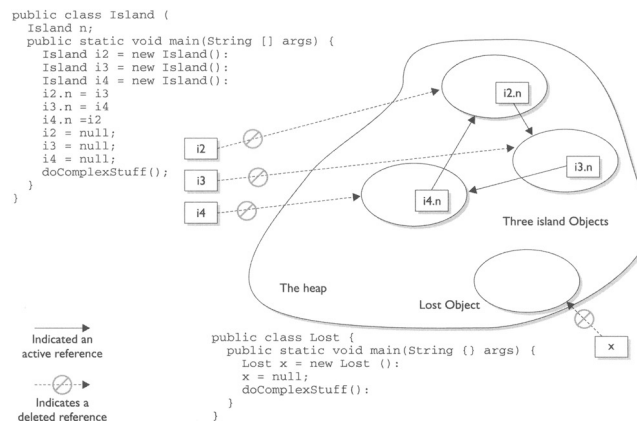 public class Island (
Island n;
public static void main(String [] args) {
Island i2 = new Island():
Island i3 = new Island():
Island i4 = new Island():
i2.n = i3
i3.n = i4
i4.n =i2
i2 = null;
i3 = null;
i4 = null;
doComplexStuff();
}
}
i2
i3
i4
i2.n
i3.n
i4.n
Three island Objects
The heap
Lost Object
x
Indicated an
active reference
Indicates a
deleted reference
public class Lost {
public static void main(String {) args) {
Lost x = new Lost ():
x = null;
doComplexStuff():
}
}